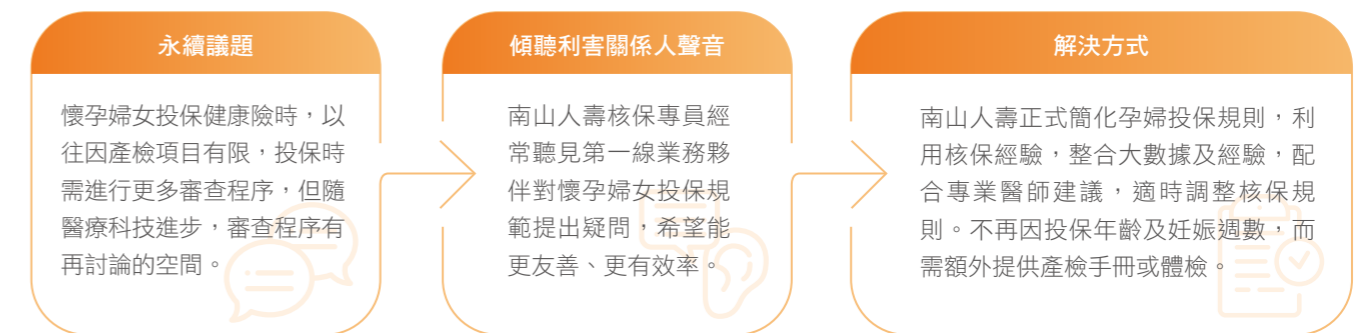 永續議題
懷孕婦女投保健康險時，以
往因產檢項目有限，投保時
需進行更多審查程序，但隨
醫療科技進步，審查程序有
再討論的空間。
傾聽利害關係人聲音
南山人壽核保專員經
常聽見第一線業務夥
伴對懷孕婦女投保規
範提出疑問，希望能
更友善、更有效率。
解決方式
南山人壽正式簡化孕婦投保規則，利
用核保經驗，整合大數據及經驗，配
合專業醫師建議，適時調整核保規
則。不再因投保年齡及妊娠週數，而
需額外提供產檢手冊或體檢。